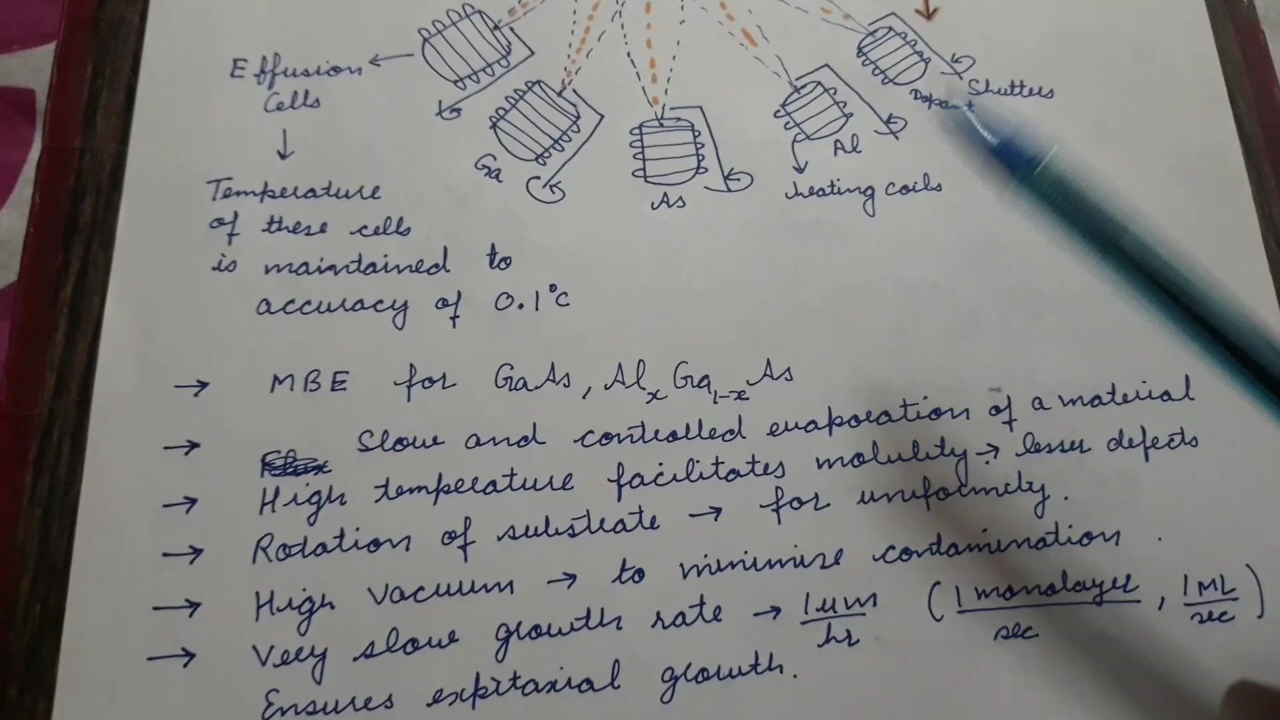 Effusion
Cells
Shutters
Dopant
Al
Ga
As
heating coils
Temperature
of these cells
is maintained to
accuracy of 0.1°C
→ MBE for GaAs, AlₓGa₁₋ₓAs
→ Slow and controlled evaporation of a material
→ High temperature facilitates mobility → lesser defects
→ Rotation of substrate → for uniformity.
→ High vacuum → to minimize contamination.
→ Very slow growth rate → 1um/hr (1 monolayer/sec, 1ML/sec)
Ensures expitaxial growth.